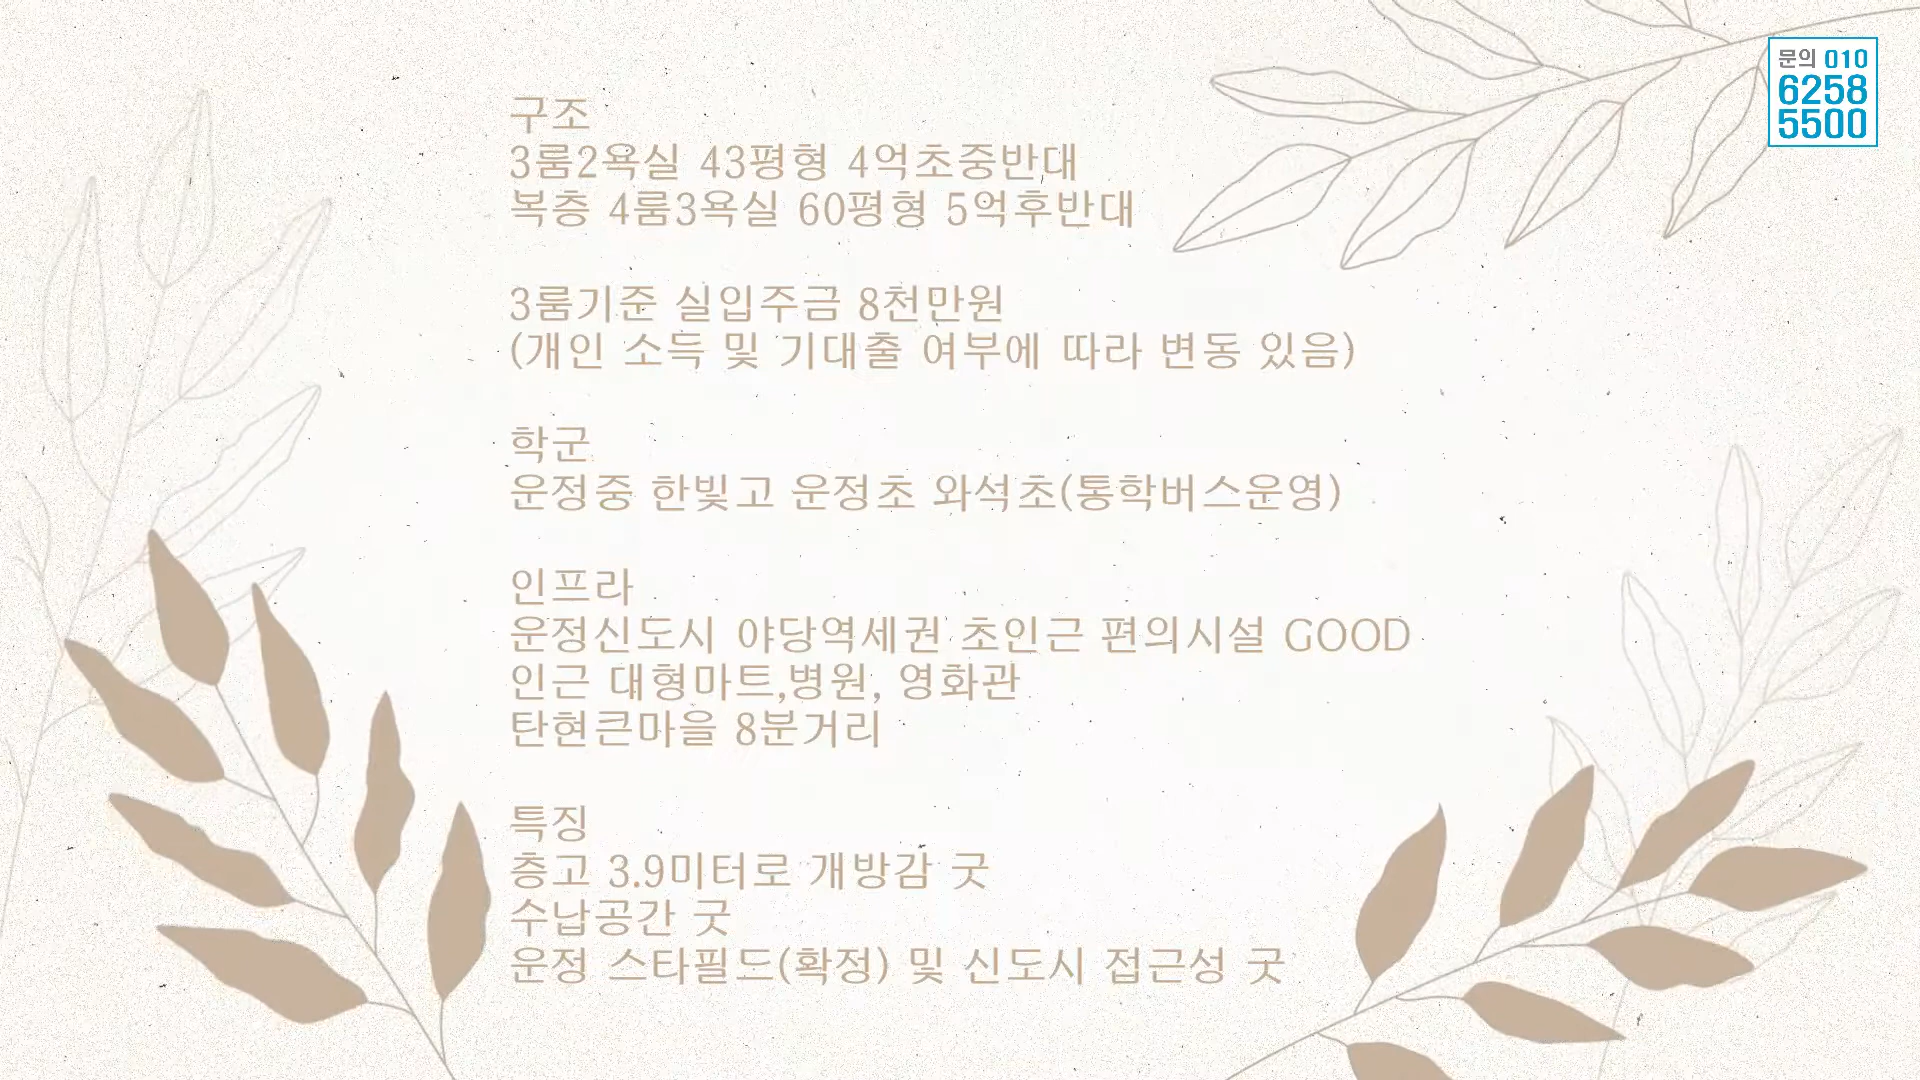 문의 010
6258
5500
구조
3룸2욕실 43평형 4억초중반대
복층 4룸3욕실 60평형 5억후반대
3룸기준 실입주금 8천만원
(개인 소득 및 기대출 여부에 따라 변동 있음)
학군
운정중 한빛고 운정초 와석초(통학버스운영)
인프라
운정신도시 야당역세권 초인근 편의시설 GOOD
인근 대형마트,병원, 영화관
탄현큰마을 8분거리
특징
층고 3.9미터로 개방감 굿
수납공간 굿
운정 스타필드(확정) 및 신도시 접근성 굿